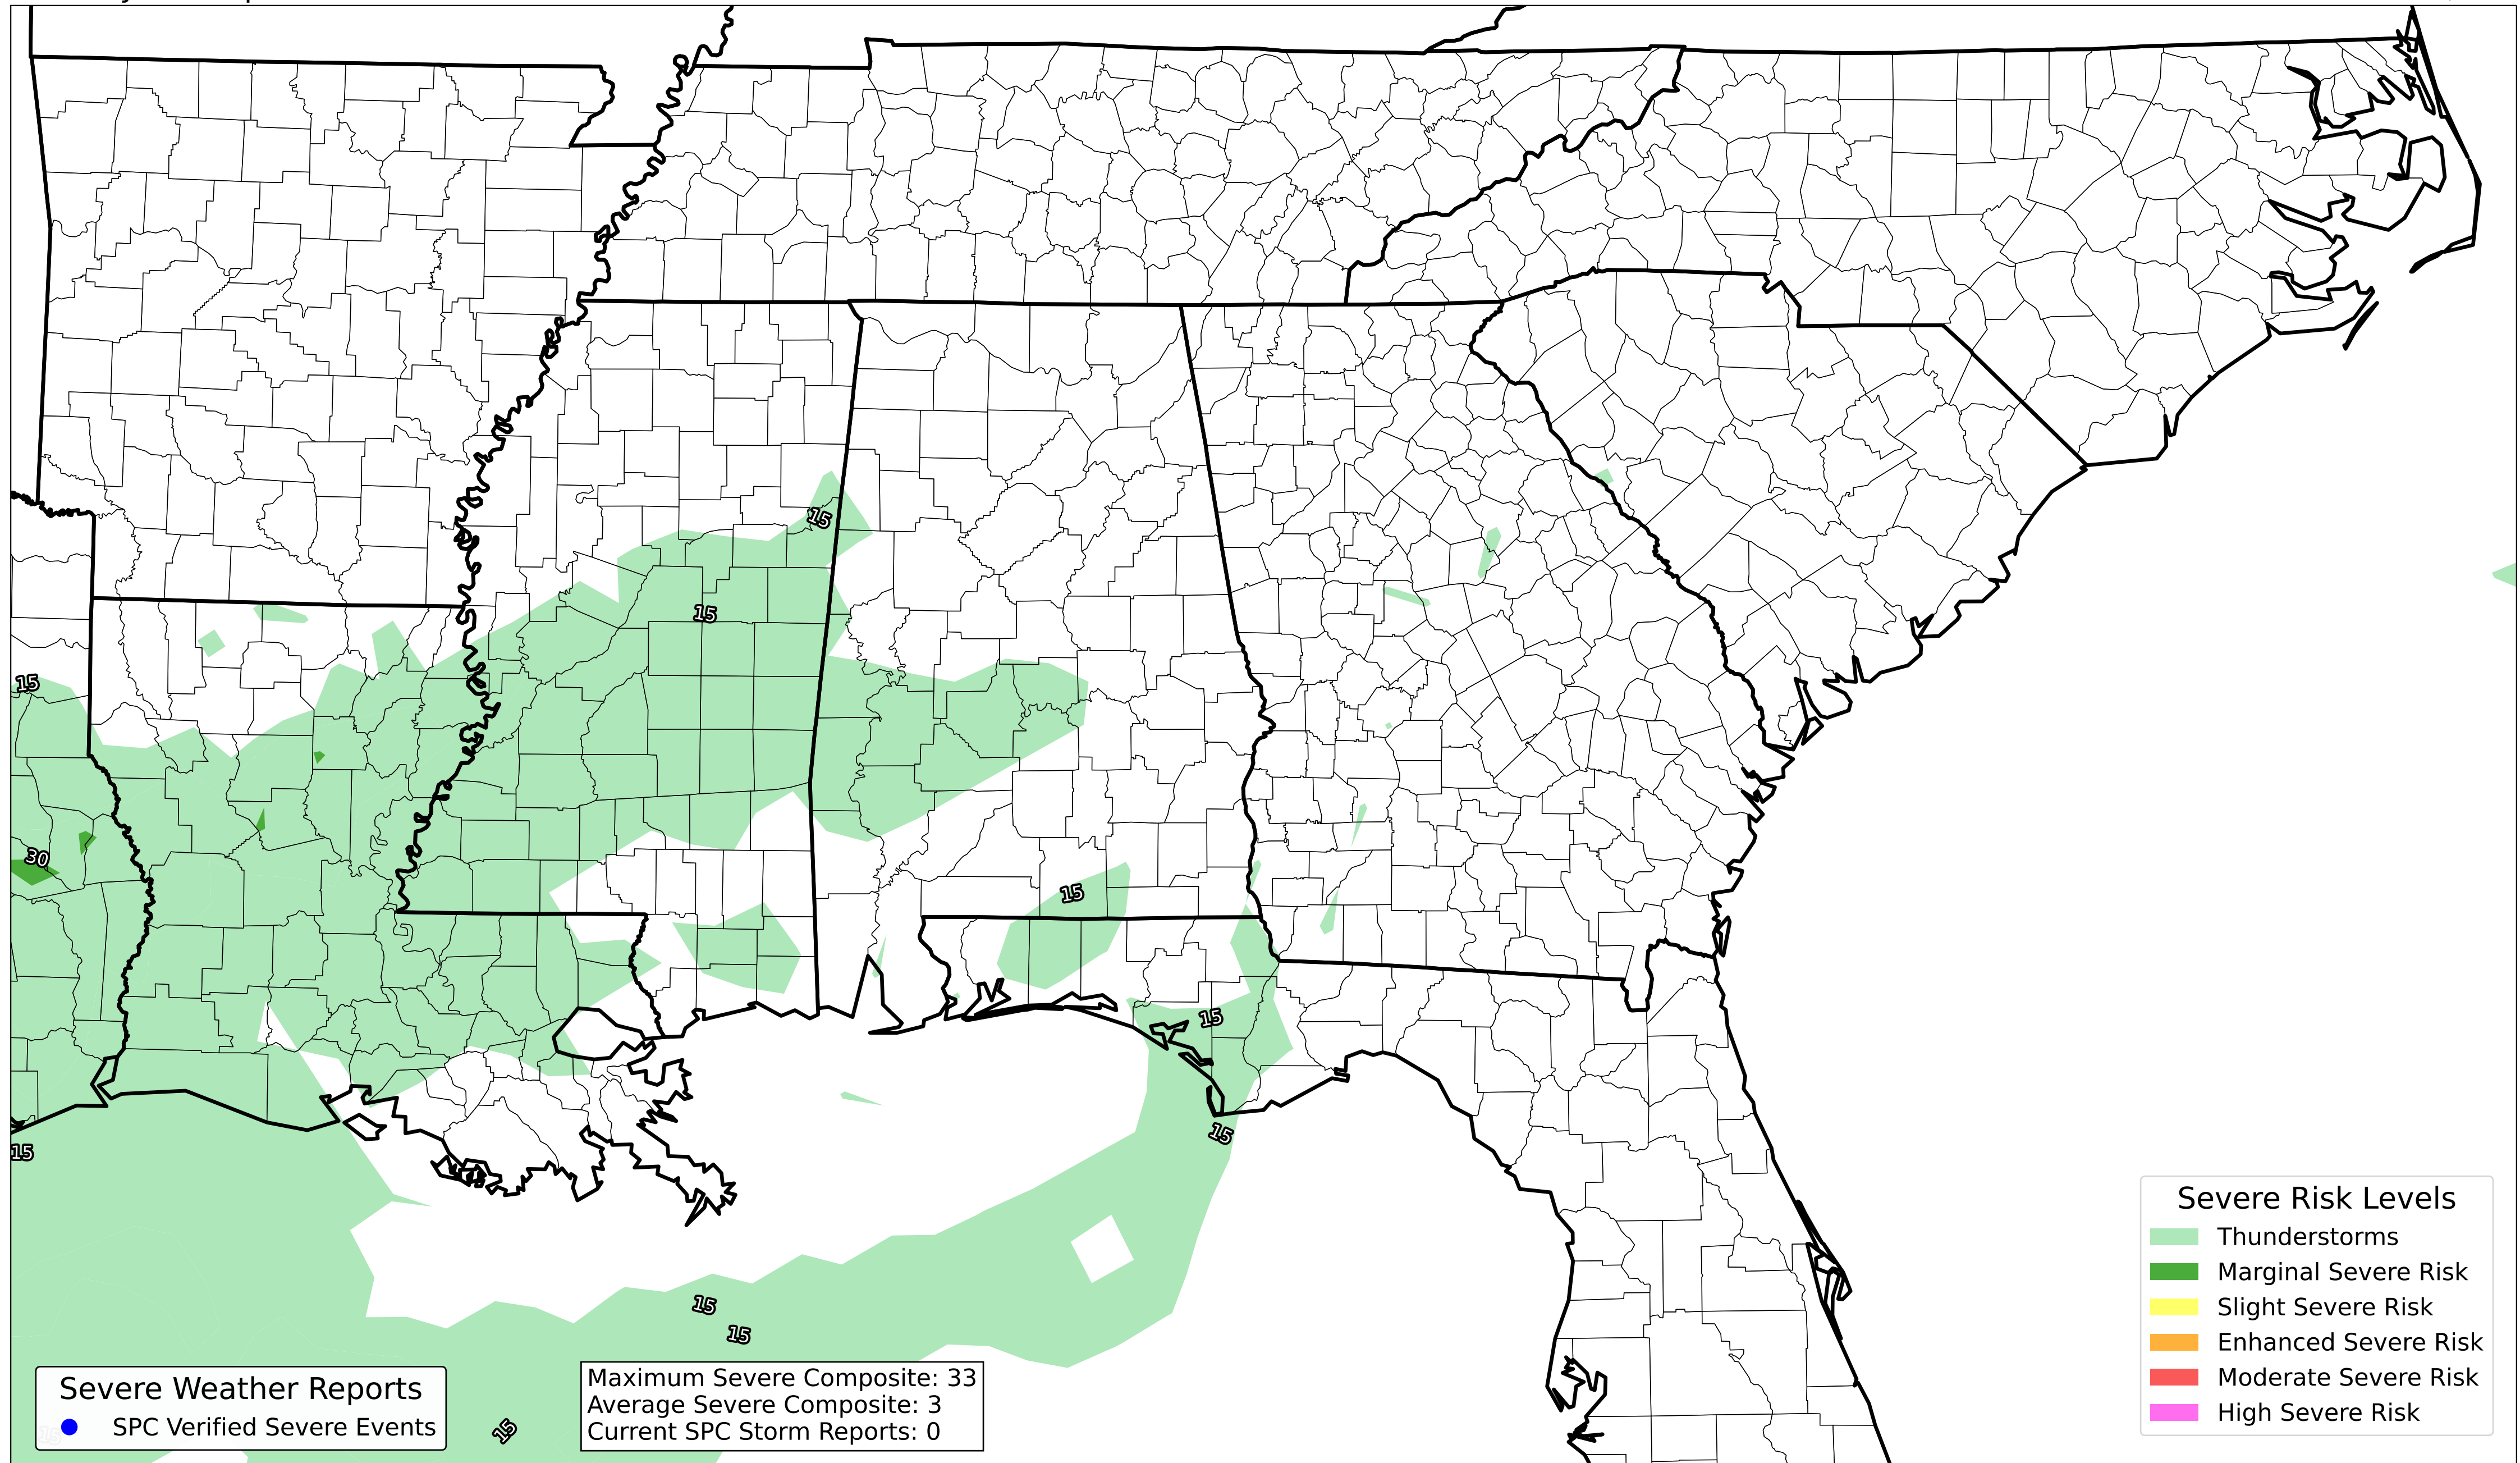 15
15
15
30
15
15
15
15
15
15
15
Severe Weather Reports
SPC Verified Severe Events
Maximum Severe Composite: 33
Average Severe Composite: 3
Current SPC Storm Reports: 0
Severe Risk Levels
Thunderstorms
Marginal Severe Risk
Slight Severe Risk
Enhanced Severe Risk
Moderate Severe Risk
High Severe Risk